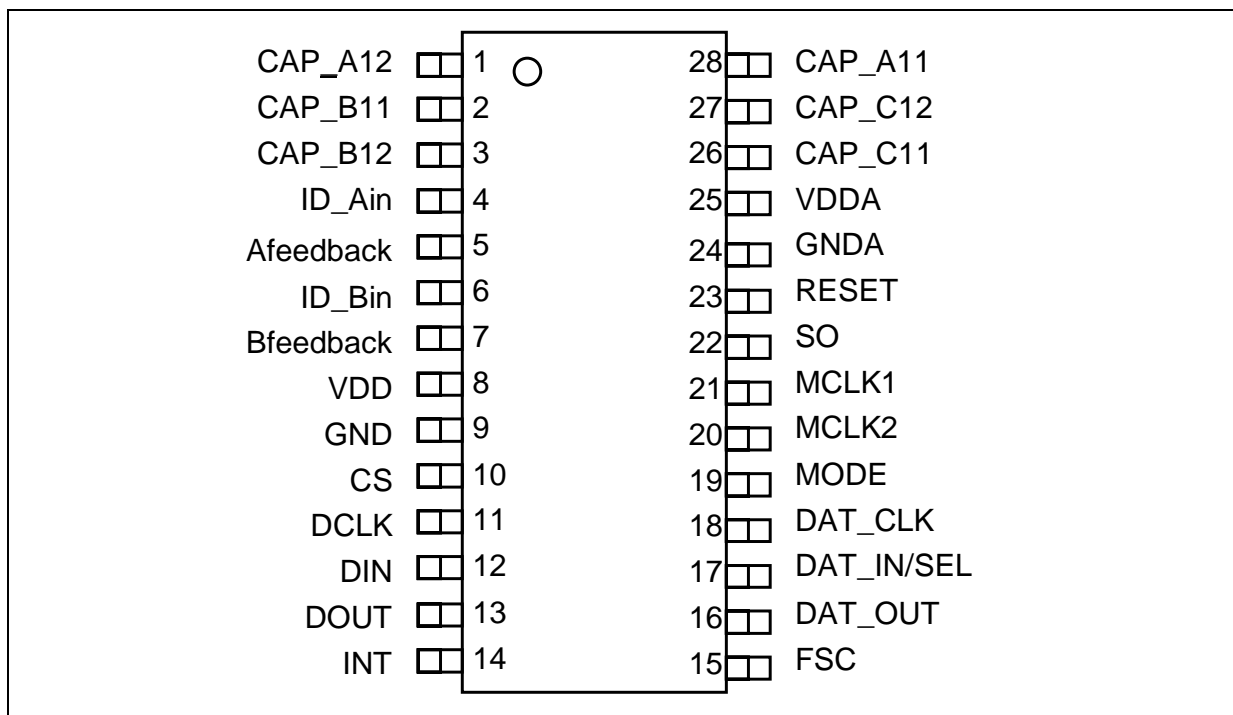 CAP_A12 1 28 CAP_A11
CAP_B11 2 27 CAP_C12
CAP_B12 3 26 CAP_C11
ID_Ain 4 25 VDDA
Afeedback 5 24 GNDA
ID_Bin 6 23 RESET
Bfeedback 7 22 SO
VDD 8 21 MCLK1
GND 9 20 MCLK2
CS 10 19 MODE
DCLK 11 18 DAT_CLK
DIN 12 17 DAT_IN/SEL
DOUT 13 16 DAT_OUT
INT 14 15 FSC